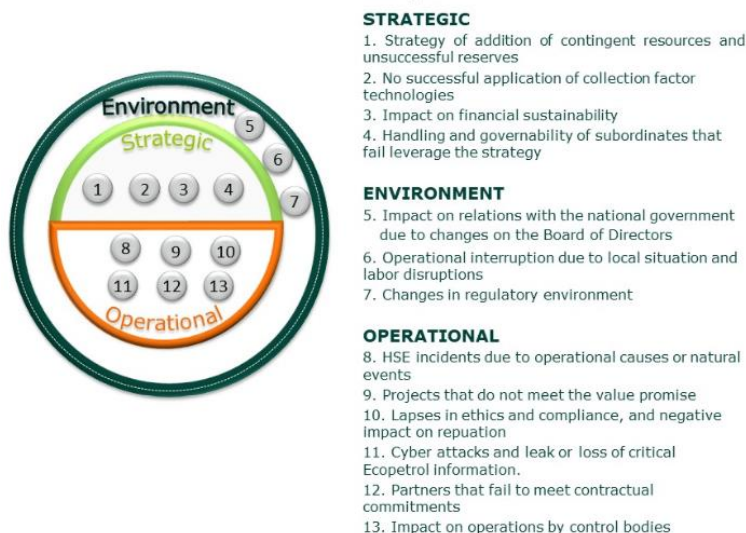 Environment
5
Strategic
6
1 2 3 4
7
8 9 10
11 12 13
Operational
STRATEGIC
1. Strategy of addition of contingent resources and
unsuccessful reserves
2. No successful application of collection factor
technologies
3. Impact on financial sustainability
4. Handling and governability of subordinates that
fail leverage the strategy
ENVIRONMENT
5. Impact on relations with the national government
due to changes on the Board of Directors
6. Operational interruption due to local situation and
labor disruptions
7. Changes in regulatory environment
OPERATIONAL
8. HSE incidents due to operational causes or natural
events
9. Projects that do not meet the value promise
10. Lapses in ethics and compliance, and negative
impact on repuation
11. Cyber attacks and leak or loss of critical
Ecopetrol information.
12. Partners that fail to meet contractual
commitments
13. Impact on operations by control bodies